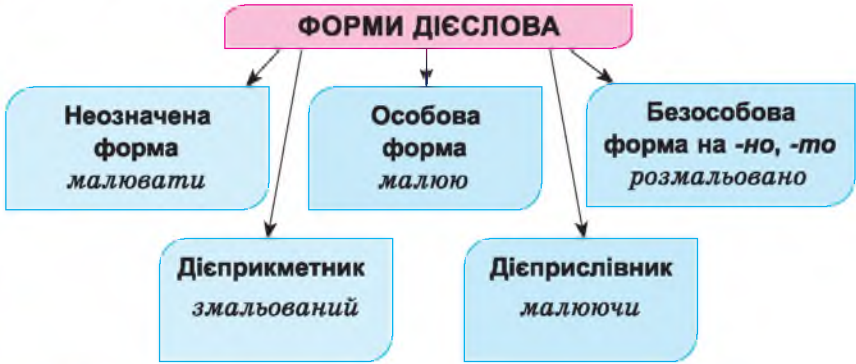 ФОРМИ ДІЄСЛОВА
Неозначена
форма
малювати
Особова
форма
малюю
Безособова
форма на -но, -то
розмальовано
Дієприкметник
змальований
Дієприслівник
малюючи